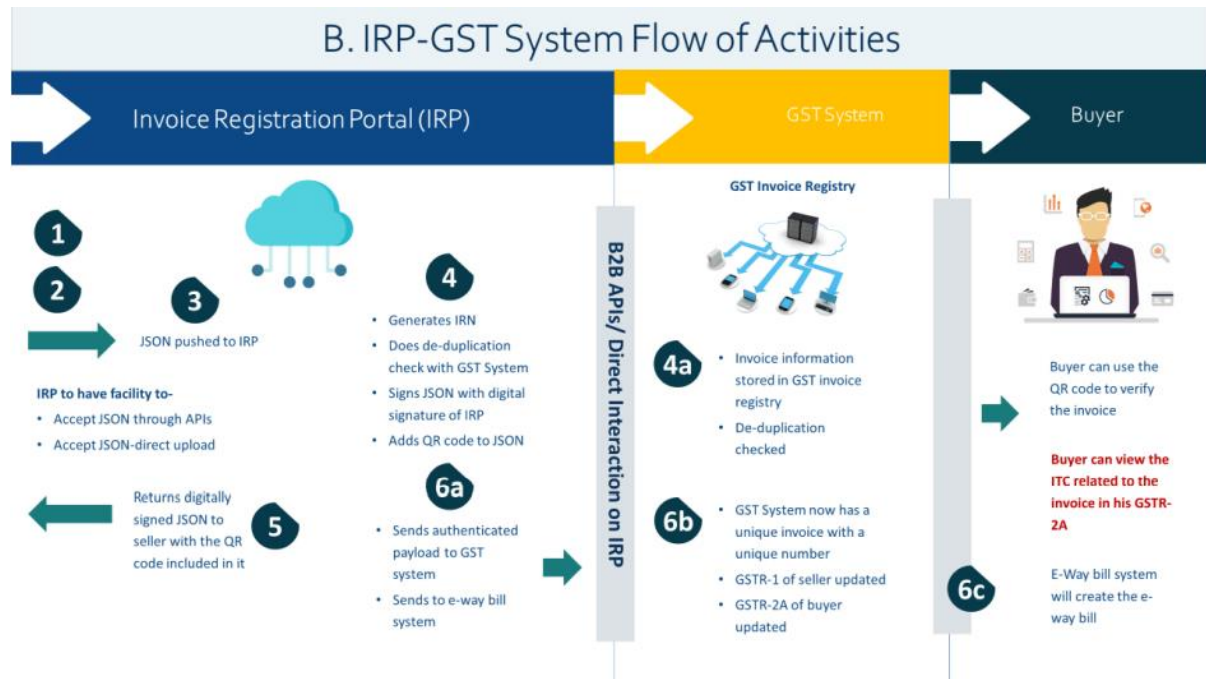 B. IRP-GST System Flow of Activities
Invoice Registration Portal (IRP)
GST System
Buyer
1
2
3
JSON pushed to IRP
IRP to have facility to-
• Accept JSON through APIs
• Accept JSON-direct upload
Returns digitally
signed JSON to
seller with the QR
code included in it
5
4
• Generates IRN
• Does de-duplication
check with GST System
• Signs JSON with digital
signature of IRP
• Adds QR code to JSON
6a
• Sends authenticated
payload to GST
system
• Sends to e-way bill
system
B2B APIs/ Direct Interaction on IRP
GST Invoice Registry
4a
• Invoice information
stored in GST invoice
registry
• De-duplication
checked
6b
• GST System now has a
unique invoice with a
unique number
• GSTR-1 of seller updated
• GSTR-2A of buyer
updated
Buyer can use the
QR code to verify
the invoice
Buyer can view the
ITC related to the
invoice in his GSTR-
2A
6c
E-Way bill system
will create the e-
way bill